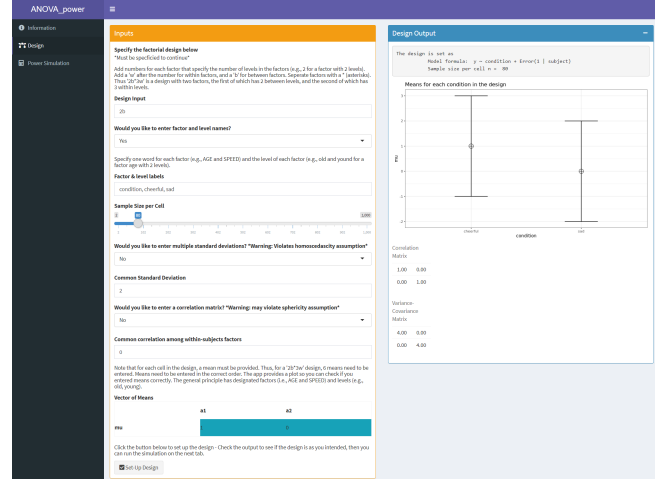 ANOVA_power
Information
Design
Power Simulation
Inputs
Specify the factorial design below
*Must be specficied to continue*
Add numbers for each factor that specify the number of levels in the factors (e.g., 2 for a factor with 2 levels).
Add a 'w' after the number for within factors, and a 'b' for between factors. Seperate factors with a * (asterisks).
Thus '2b*3w' is a design with two factors, the first of which has 2 between levels, and the second of which has
3 within levels.
Design Input
2b
Would you like to enter factor and level names?
Yes
Specify one word for each factor (e.g., AGE and SPEED) and the level of each factor (e.g., old and yound for a
factor age with 2 levels).
Factor & level labels
condition, cheerful, sad
Sample Size per Cell
80
1,000
Would you like to enter multiple standard deviations? *Warning: Violates homoscedascity assumption*
No
Common Standard Deviation
2
Would you like to enter a correlation matrix? *Warning: may violate sphericity assumption*
No
Common correlation among within-subjects factors
0
Note that for each cell in the design, a mean must be provided. Thus, for a '2b*3w' design, 6 means need to be
entered. Means need to be entered in the correct order. The app provides a plot so you can check if you
entered means correctly. The general principle has designated factors (i.e., AGE and SPEED) and levels (e.g.,
old, young).
Vector of Means
a1 a2
mu
Click the button below to set up the design - Check the output to see if the design is as you intended, then you
can run the simulation on the next tab.
Set-Up Design
Design Output
The design is set as
Model formula: y ~ condition + Error(1 | subject)
Sample size per cell n = 80
Means for each condition in the design
mu
cheerful sad
condition
Correlation
Matrix
1.00 0.00
0.00 1.00
Variance-
Covariance
Matrix
4.00 0.00
0.00 4.00